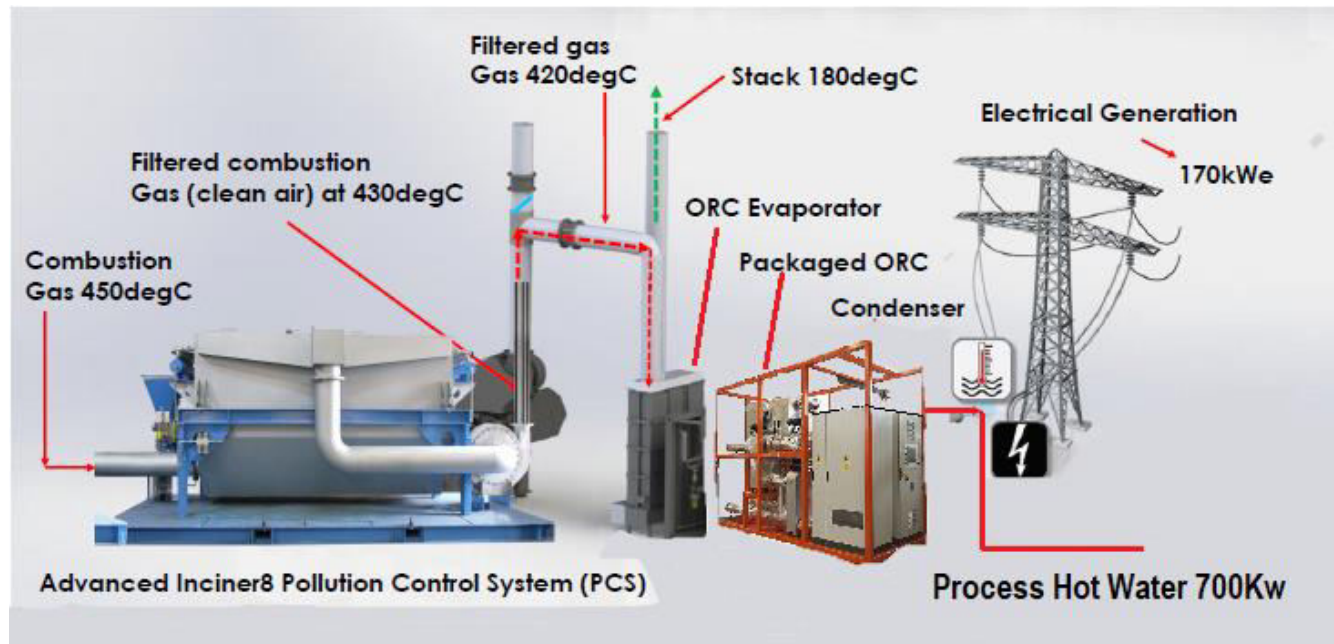 Filtered gas
Gas 420degC
Stack 180degC
Electrical Generation
170kWe
Filtered combustion
Gas (clean air) at 430degC
ORC Evaporator
Packaged ORC
Combustion
Gas 450degC
Condenser
Advanced Inciner8 Pollution Control System (PCS)
Process Hot Water 700Kw